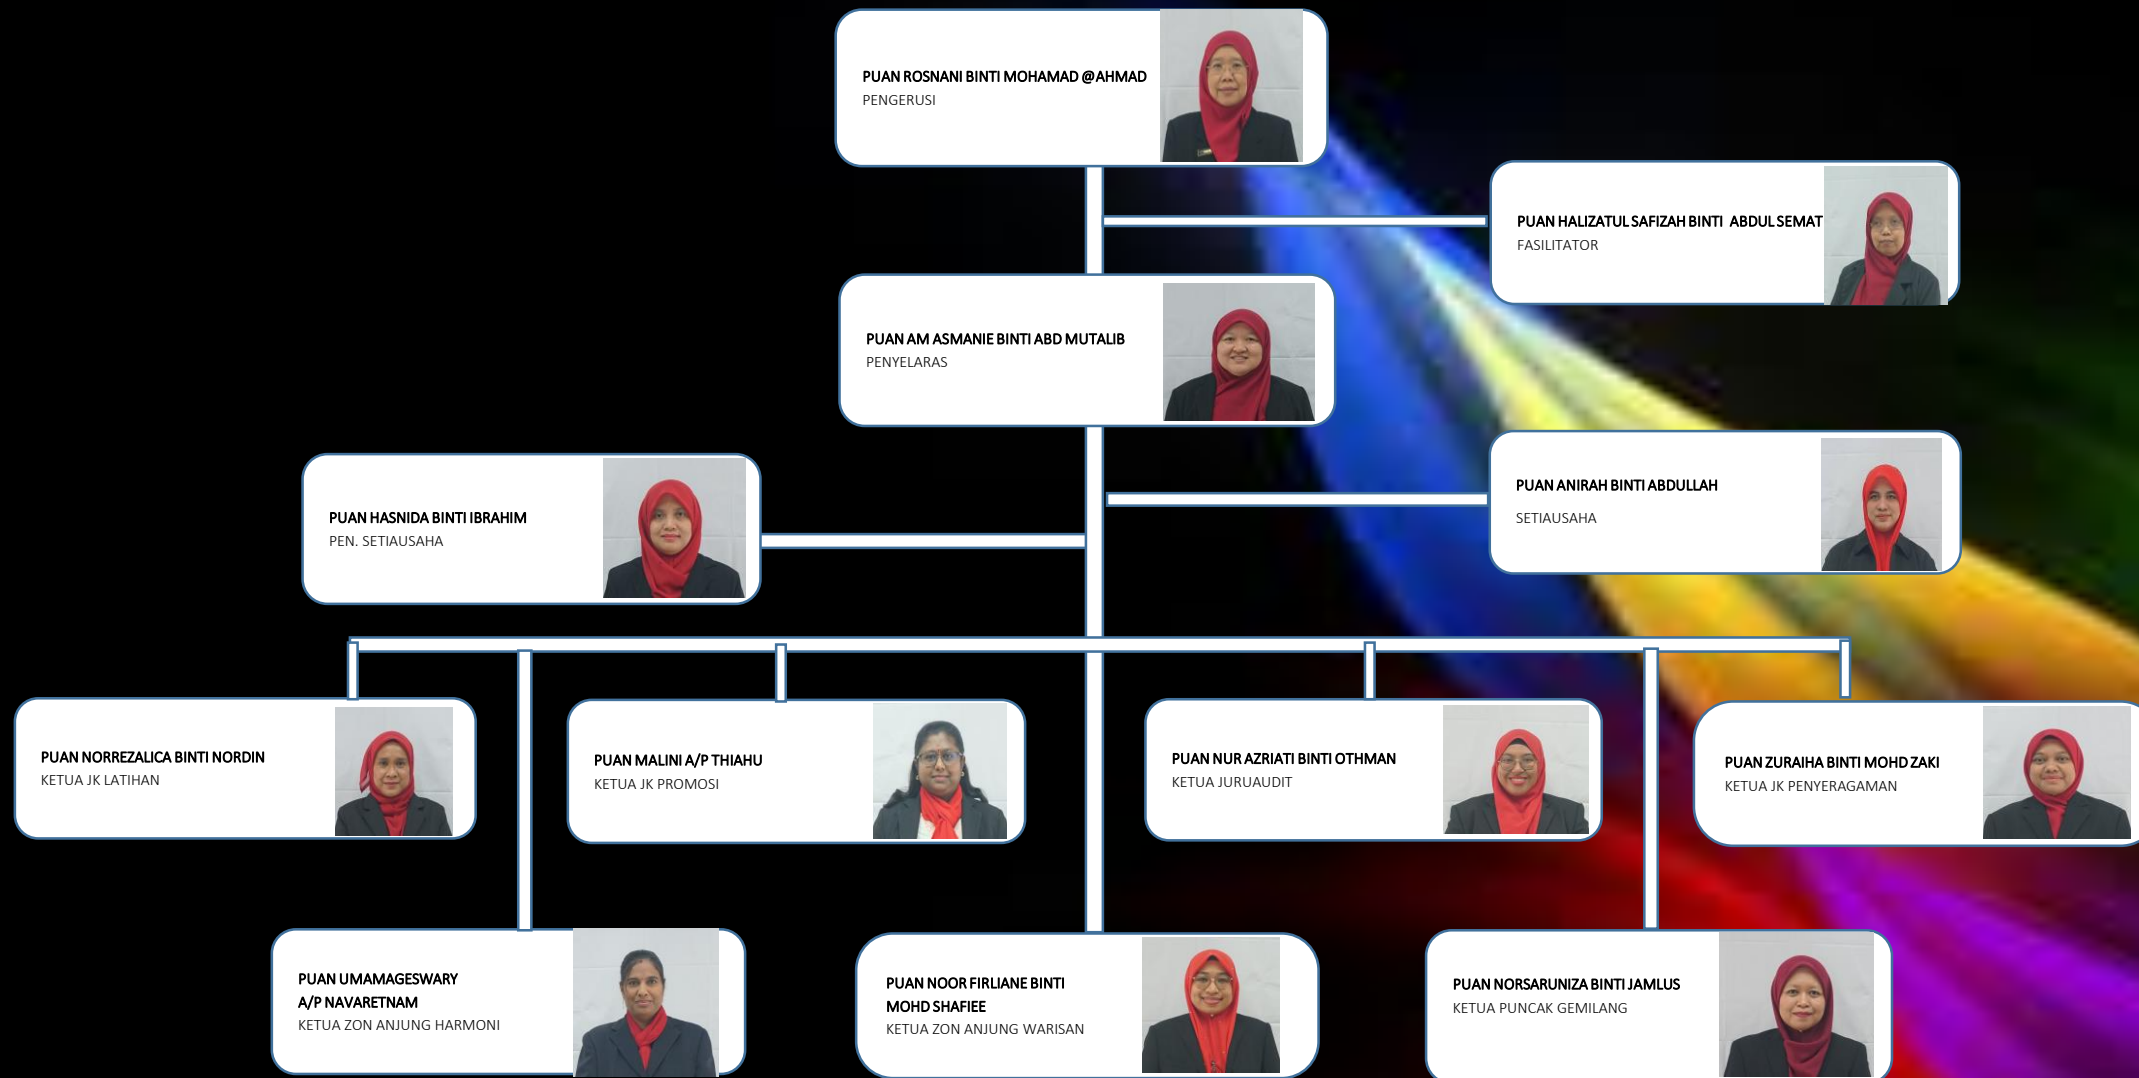 PUAN ROSNANI BINTI MOHAMAD @AHMAD
PENGERUSI
PUAN HALIZATUL SAFIZAH BINTI ABDUL SEMAT
FASILITATOR
PUAN AM ASMANIE BINTI ABD MUTALIB
PENYELARAS
PUAN ANIRAH BINTI ABDULLAH
SETIAUSAHA
PUAN HASNIDA BINTI IBRAHIM
PEN. SETIAUSAHA
PUAN NORREZALICA BINTI NORDIN
KETUA JK LATIHAN
PUAN MALINI A/P THIAHU
KETUA JK PROMOSI
PUAN NUR AZRIATI BINTI OTHMAN
KETUA JURUAUDIT
PUAN ZURAIHA BINTI MOHD ZAKI
KETUA JK PENYERAGAMAN
PUAN UMAMAGESWARY
A/P NAVARETNAM
KETUA ZON ANJUNG HARMONI
PUAN NOOR FIRLIANE BINTI
MOHD SHAFIEE
KETUA ZON ANJUNG WARISAN
PUAN NORSARUNIZA BINTI JAMLUS
KETUA PUNCAK GEMILANG